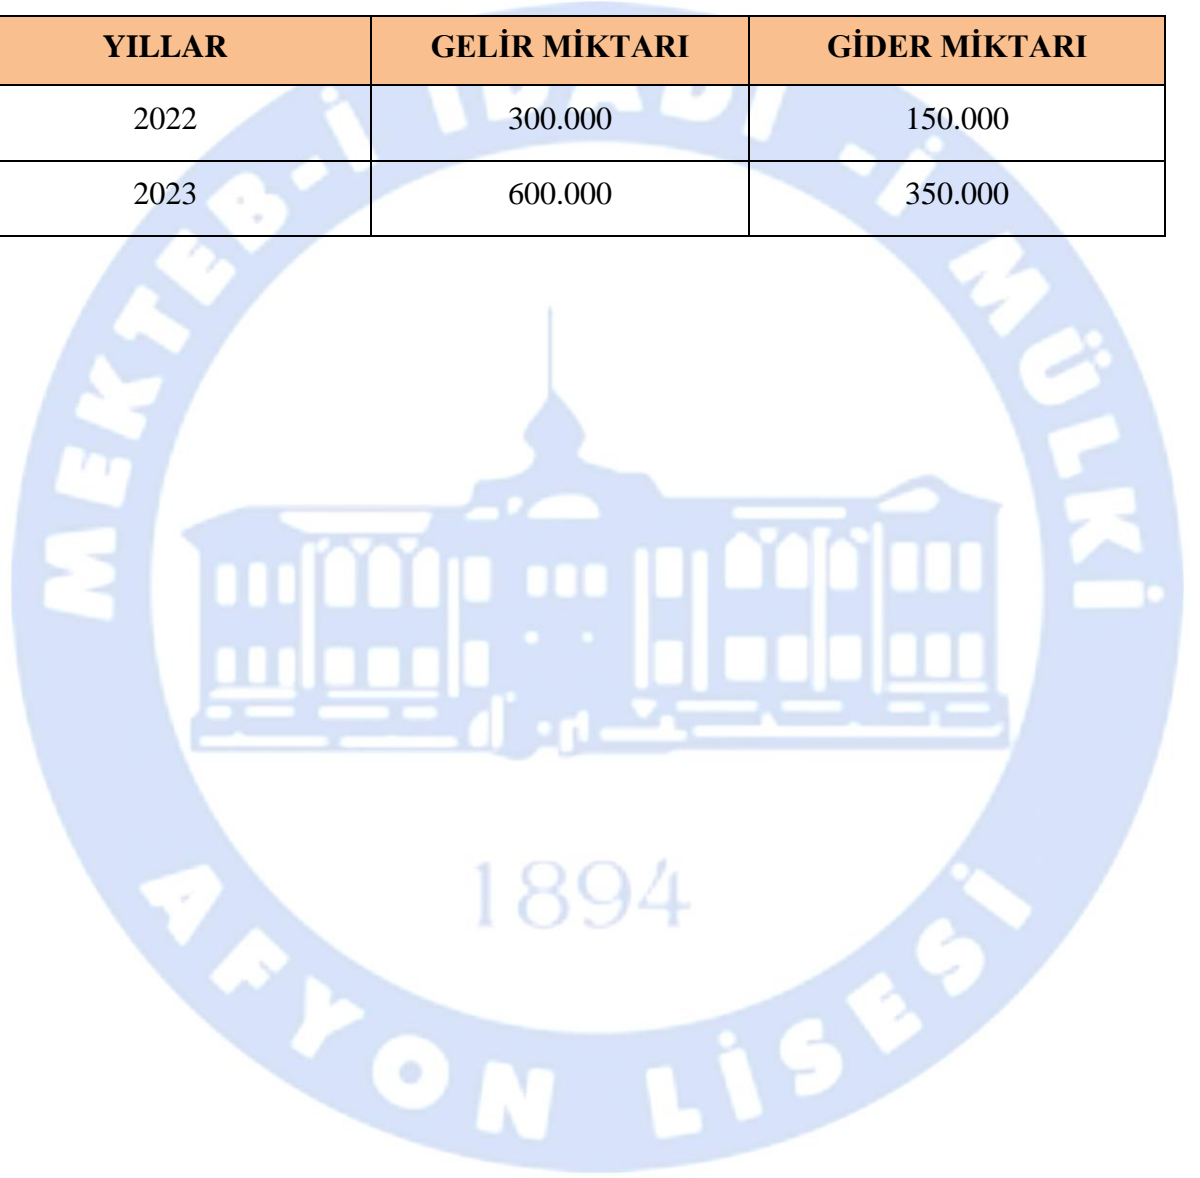 YILLAR GELİR MİKTARI GİDER MİKTARI
2022 300.000 150.000
2023 600.000 350.000
MEKTEB-İ İDADİ -İ MÜLKİ
1894
AFYON LİSESİ